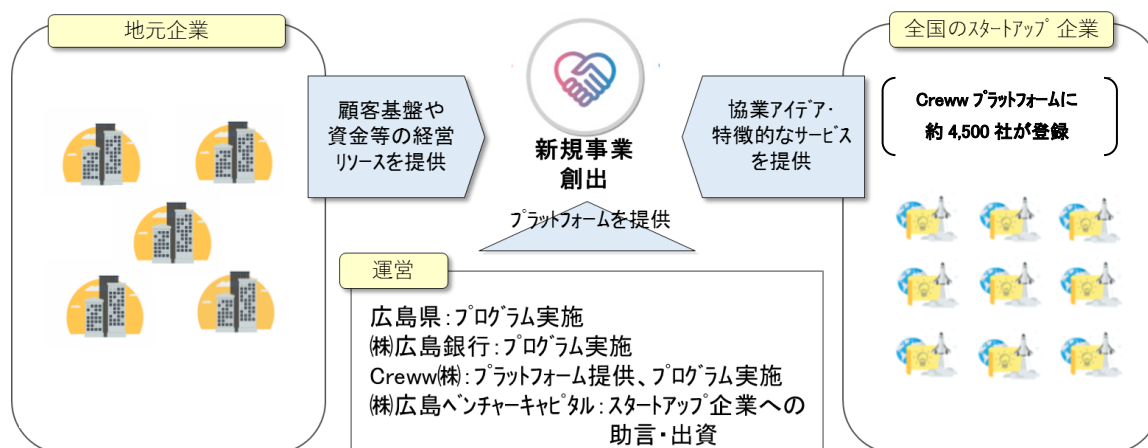 地元企業
全国のスタートアップ企業
顧客基盤や
資金等の経営
リソースを提供
新規事業
創出
協業アイデア・
特徴的なサービス
を提供
Creww プラットフォームに
約 4,500 社が登録
プラットフォームを提供
運営
広島県：プログラム実施
㈱広島銀行：プログラム実施
Creww㈱：プラットフォーム提供、プログラム実施
㈱広島ベンチャーキャピタル：スタートアップ企業への
助言・出資